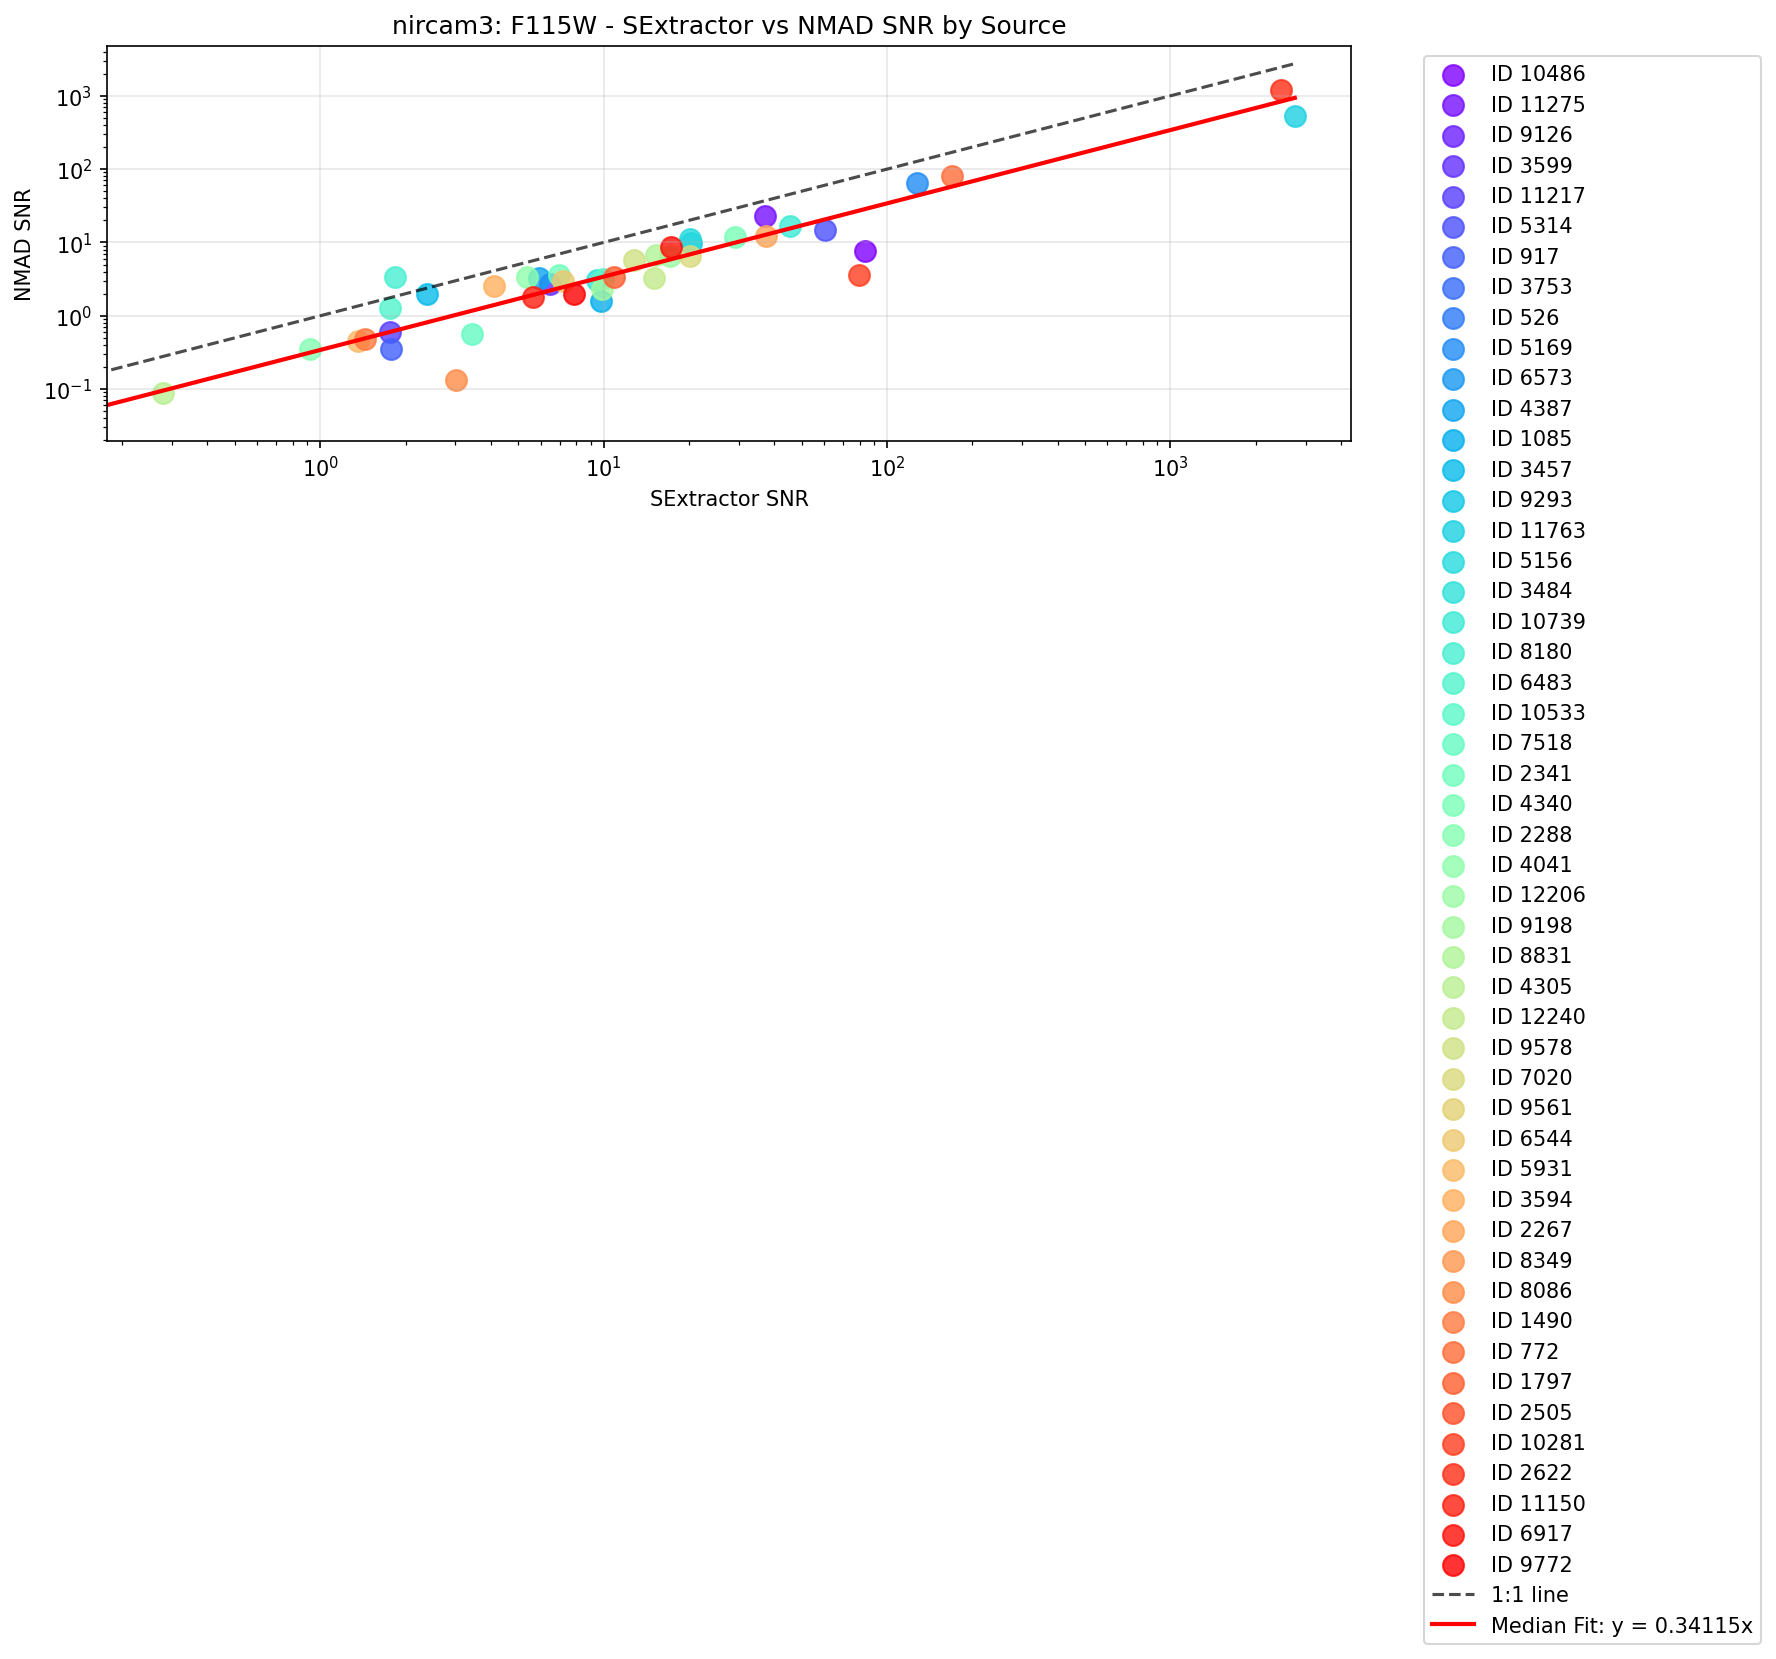 nircam3: F115W - SExtractor vs NMAD SNR by Source
NMAD SNR
10³
10²
10¹
10⁰
10⁻¹
10⁰ 10¹ 10² 10³
SExtractor SNR
ID 10486
ID 11275
ID 9126
ID 3599
ID 11217
ID 5314
ID 917
ID 3753
ID 526
ID 5169
ID 6573
ID 4387
ID 1085
ID 3457
ID 9293
ID 11763
ID 5156
ID 3484
ID 10739
ID 8180
ID 6483
ID 10533
ID 7518
ID 2341
ID 4340
ID 2288
ID 4041
ID 12206
ID 9198
ID 8831
ID 4305
ID 12240
ID 9578
ID 7020
ID 9561
ID 6544
ID 5931
ID 3594
ID 2267
ID 8349
ID 8086
ID 1490
ID 772
ID 1797
ID 2505
ID 10281
ID 2622
ID 11150
ID 6917
ID 9772
1:1 line
Median Fit: y = 0.34115x